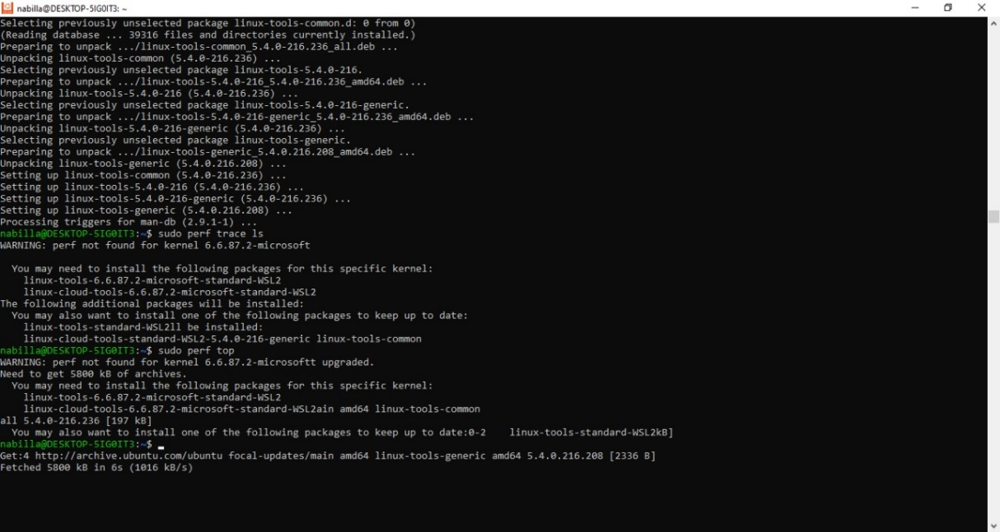 nabilla@DESKTOP-5IG0IT3: ~
Selecting previously unselected package linux-tools-common.d: 0 from 0)
(Reading database ... 39316 files and directories currently installed.)
Preparing to unpack .../linux-tools-common_5.4.0-216.236_all.deb ...
Unpacking linux-tools-common (5.4.0-216.236) ...
Selecting previously unselected package linux-tools-5.4.0-216.
Preparing to unpack .../linux-tools-5.4.0-216_5.4.0-216.236_amd64.deb ...
Unpacking linux-tools-5.4.0-216 (5.4.0-216.236) ...
Selecting previously unselected package linux-tools-5.4.0-216-generic.
Preparing to unpack .../linux-tools-5.4.0-216-generic_5.4.0-216.236_amd64.deb ...
Unpacking linux-tools-5.4.0-216-generic (5.4.0-216.236) ...
Selecting previously unselected package linux-tools-generic.
Preparing to unpack .../linux-tools-generic_5.4.0.216.208_amd64.deb ...
Unpacking linux-tools-generic (5.4.0.216.208) ...
Setting up linux-tools-common (5.4.0-216.236) ...
Setting up linux-tools-5.4.0-216 (5.4.0-216.236) ...
Setting up linux-tools-5.4.0-216-generic (5.4.0-216.236) ...
Setting up linux-tools-generic (5.4.0.216.208) ...
Processing triggers for man-db (2.9.1-1) ...
nabilla@DESKTOP-5IG0IT3:~$ sudo perf trace ls
WARNING: perf not found for kernel 6.6.87.2-microsoft
You may need to install the following packages for this specific kernel:
linux-tools-6.6.87.2-microsoft-standard-WSL2
linux-cloud-tools-6.6.87.2-microsoft-standard-WSL2
The following additional packages will be installed:
You may also want to install one of the following packages to keep up to date:
linux-tools-standard-WSL2ll be installed:
linux-cloud-tools-standard-WSL2-5.4.0-216-generic linux-tools-common
nabilla@DESKTOP-5IG0IT3:~$ sudo perf top
WARNING: perf not found for kernel 6.6.87.2-microsoftt upgraded.
Need to get 5800 kB of archives.
You may need to install the following packages for this specific kernel:
linux-tools-6.6.87.2-microsoft-standard-WSL2
linux-cloud-tools-6.6.87.2-microsoft-standard-WSL2ain amd64 linux-tools-common
all 5.4.0-216.236 [197 kB]
You may also want to install one of the following packages to keep up to date:0-2    linux-tools-standard-WSL2kB]
nabilla@DESKTOP-5IG0IT3:~$ _
Get:4 http://archive.ubuntu.com/ubuntu focal-updates/main amd64 linux-tools-generic amd64 5.4.0.216.208 [2336 B]
Fetched 5800 kB in 6s (1016 kB/s)